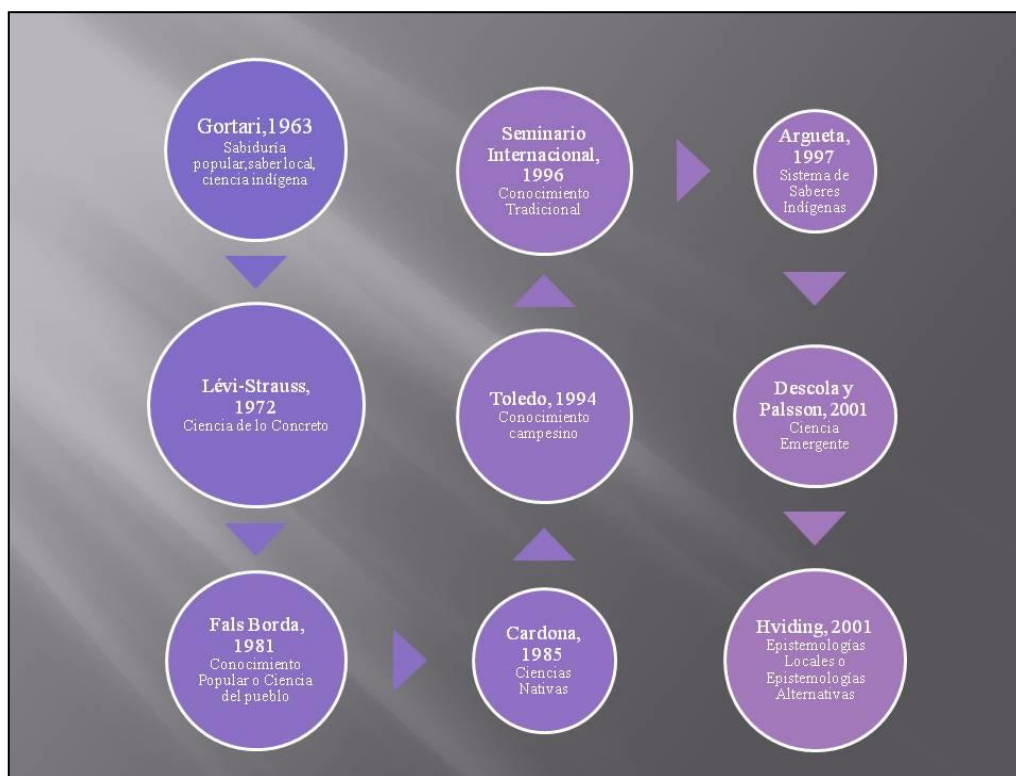 Gortari,1963
Sabiduría
popular,saber local,
ciencia indígena
Lévi-Strauss,
1972
Ciencia de lo Concreto
Fals Borda,
1981
Conocimiento
Popular o Ciencia
del pueblo
Cardona,
1985
Ciencias
Nativas
Toledo, 1994
Conocimiento
campesino
Seminario
Internacional,
1996
Conocimiento
Tradicional
Argueta,
1997
Sistema de
Saberes
Indígenas
Descola y
Palsson, 2001
Ciencia
Emergente
Hviding, 2001
Epistemologías
Locales o
Epistemologías
Alternativas